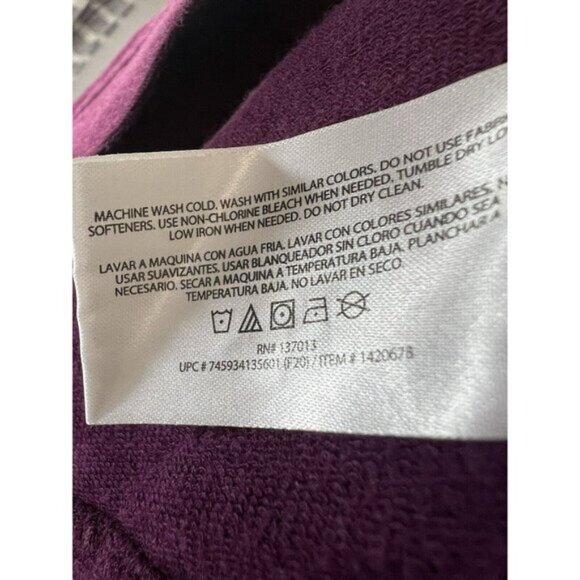 MACHINE WASH COLD. WASH WITH SIMILAR COLORS. DO NOT USE
SOFTENERS. USE NON-CHLORINE BLEACH WHEN NEEDED. TUMBLE DRY
LOW IRON WHEN NEEDED. DO NOT DRY CLEAN.
LAVAR A MAQUINA CON AGUA FRIA. LAVAR CON COLORES SIMILARES.
USAR SUAVIZANTES. USAR BLANQUEADOR SIN CLORO CUANDO SEA
NECESARIO. SECAR A MAQUINA A TEMPERATURA BAJA. PLANCHAR A
TEMPERATURA BAJA. NO LAVAR EN SECO.
RN# 137013
UPC # 745934135601 (F20) / ITEM # 1420678